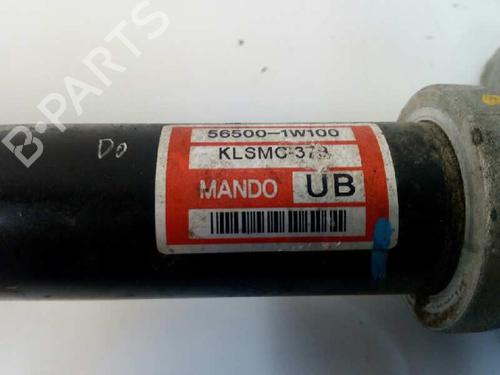 56500-1W100
KLSMC-379
MANDO UB
Do
B-PARTS